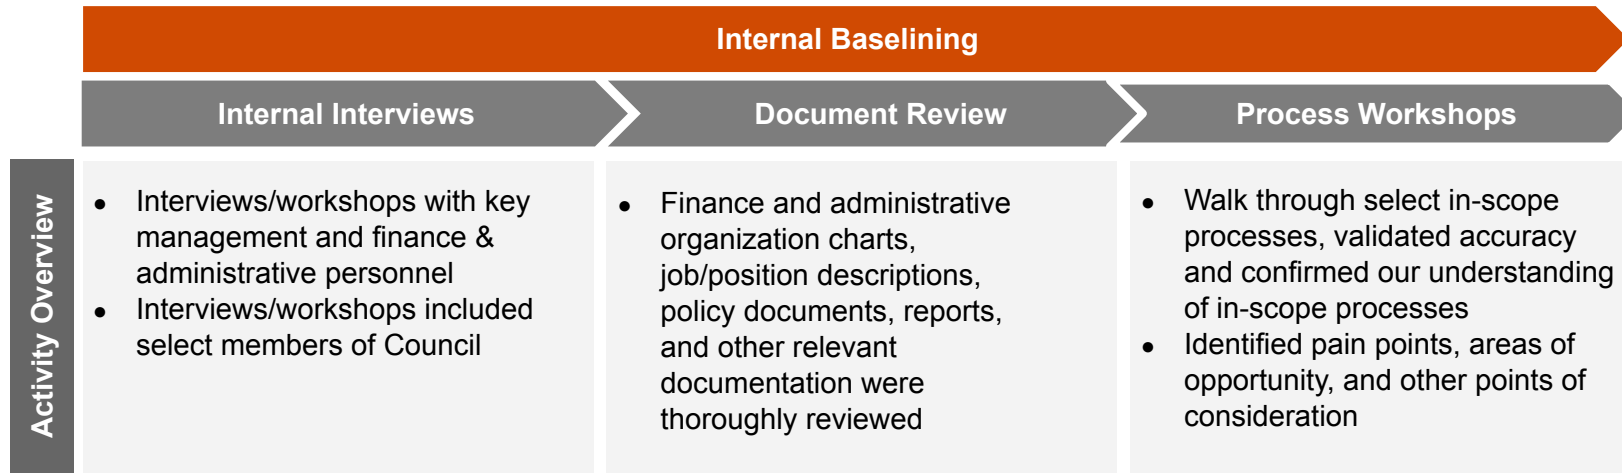 Internal Baselining
Internal Interviews
Document Review
Process Workshops
Activity Overview
● Interviews/workshops with key
management and finance &
administrative personnel
● Interviews/workshops included
select members of Council
● Finance and administrative
organization charts,
job/position descriptions,
policy documents, reports,
and other relevant
documentation were
thoroughly reviewed
● Walk through select in-scope
processes, validated accuracy
and confirmed our understanding
of in-scope processes
● Identified pain points, areas of
opportunity, and other points of
consideration